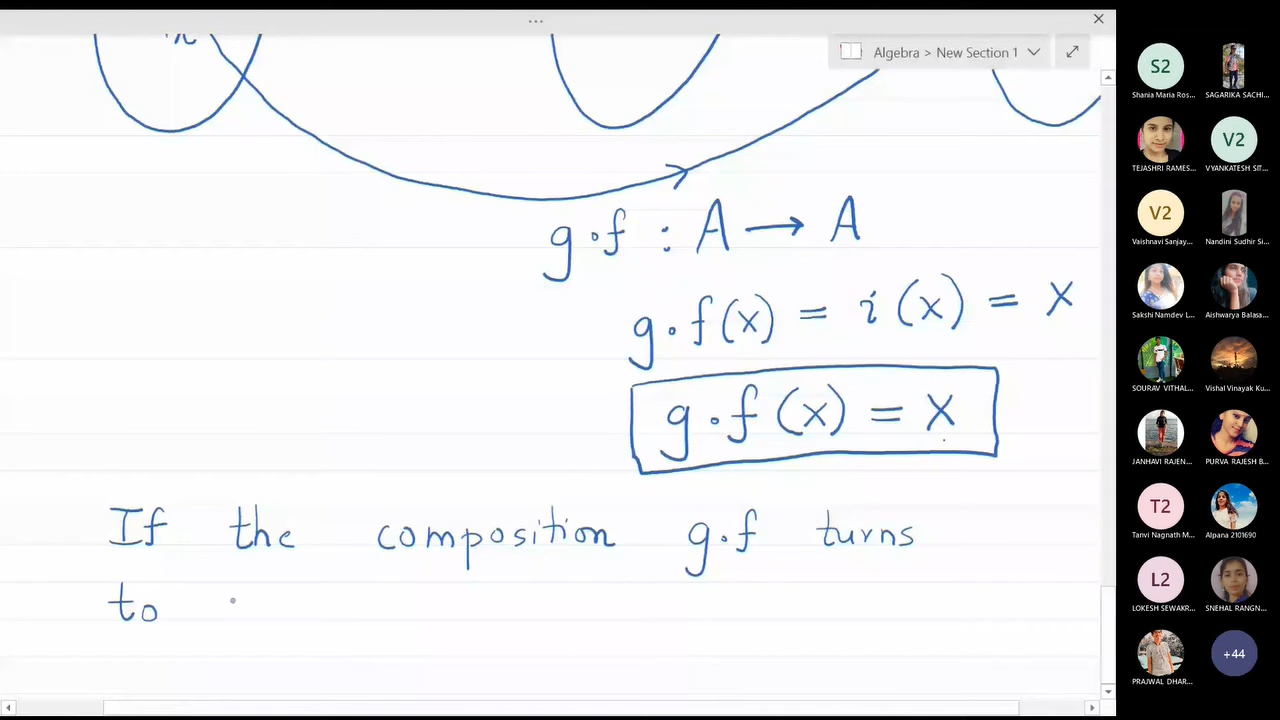 Algebra > New Section 1
g∘f : A → A
g∘f(x) = i(x) = x
g∘f(x) = x
If the composition g∘f turns
to
S2
Shania Maria Ros...
SAGARIKA SACHI...
TEJASHRI RAMES...
V2
VYANKATESH SIT...
V2
Vaishnavi Sanjay...
Nandini Sudhir Si...
Sakshi Namdev L...
Aishwarya Balasa...
SOURAV VITHAL...
Vishal Vinayak Ku...
JANHAVI RAJEN...
PURVA RAJESH B...
T2
Tanvi Nagnath M...
Alpana 2101690
L2
LOKESH SEWAKR...
SNEHAL RANGN...
PRAJWAL DHAR...
+44